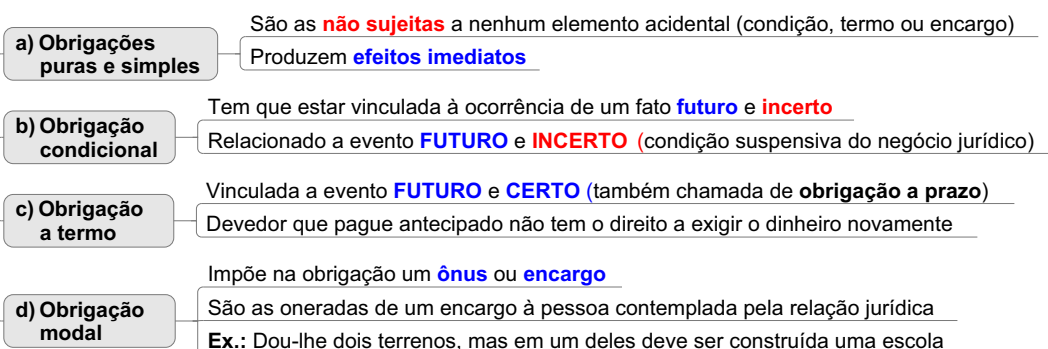 São as não sujeitas a nenhum elemento acidental (condição, termo ou encargo)
a) Obrigações
puras e simples
Produzem efeitos imediatos
Tem que estar vinculada à ocorrência de um fato futuro e incerto
b) Obrigação
condicional
Relacionado a evento FUTURO e INCERTO (condição suspensiva do negócio jurídico)
Vinculada a evento FUTURO e CERTO (também chamada de obrigação a prazo)
c) Obrigação
a termo
Devedor que pague antecipado não tem o direito a exigir o dinheiro novamente
Impõe na obrigação um ônus ou encargo
d) Obrigação
modal
São as oneradas de um encargo à pessoa contemplada pela relação jurídica
Ex.: Dou-lhe dois terrenos, mas em um deles deve ser construída uma escola